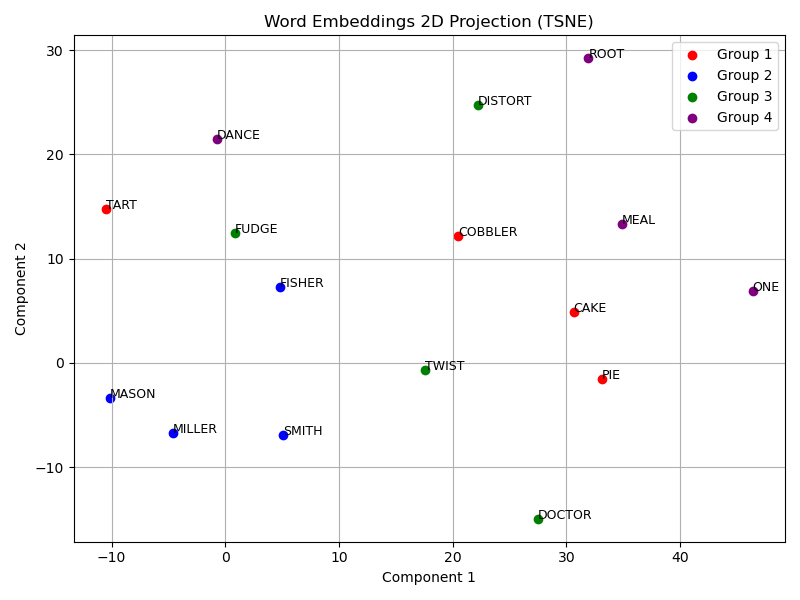 Word Embeddings 2D Projection (TSNE)
Group 1
Group 2
Group 3
Group 4
ROOT
DISTORT
DANCE
TART
FUDGE
COBBLER
MEAL
FISHER
ONE
CAKE
TWIST
PIE
MASON
MILLER
SMITH
DOCTOR
30
20
10
0
−10
Component 2
−10
0
10
20
30
40
Component 1